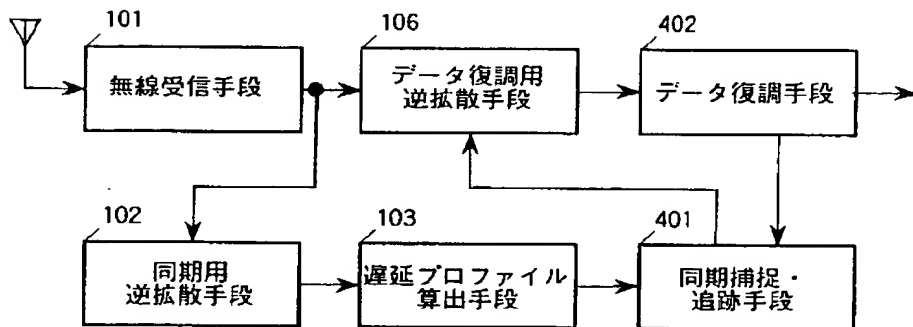 101
無線受信手段
106
データ復調用
逆拡散手段
402
データ復調手段
102
同期用
逆拡散手段
103
遅延プロファイル
算出手段
401
同期捕捉・
追跡手段